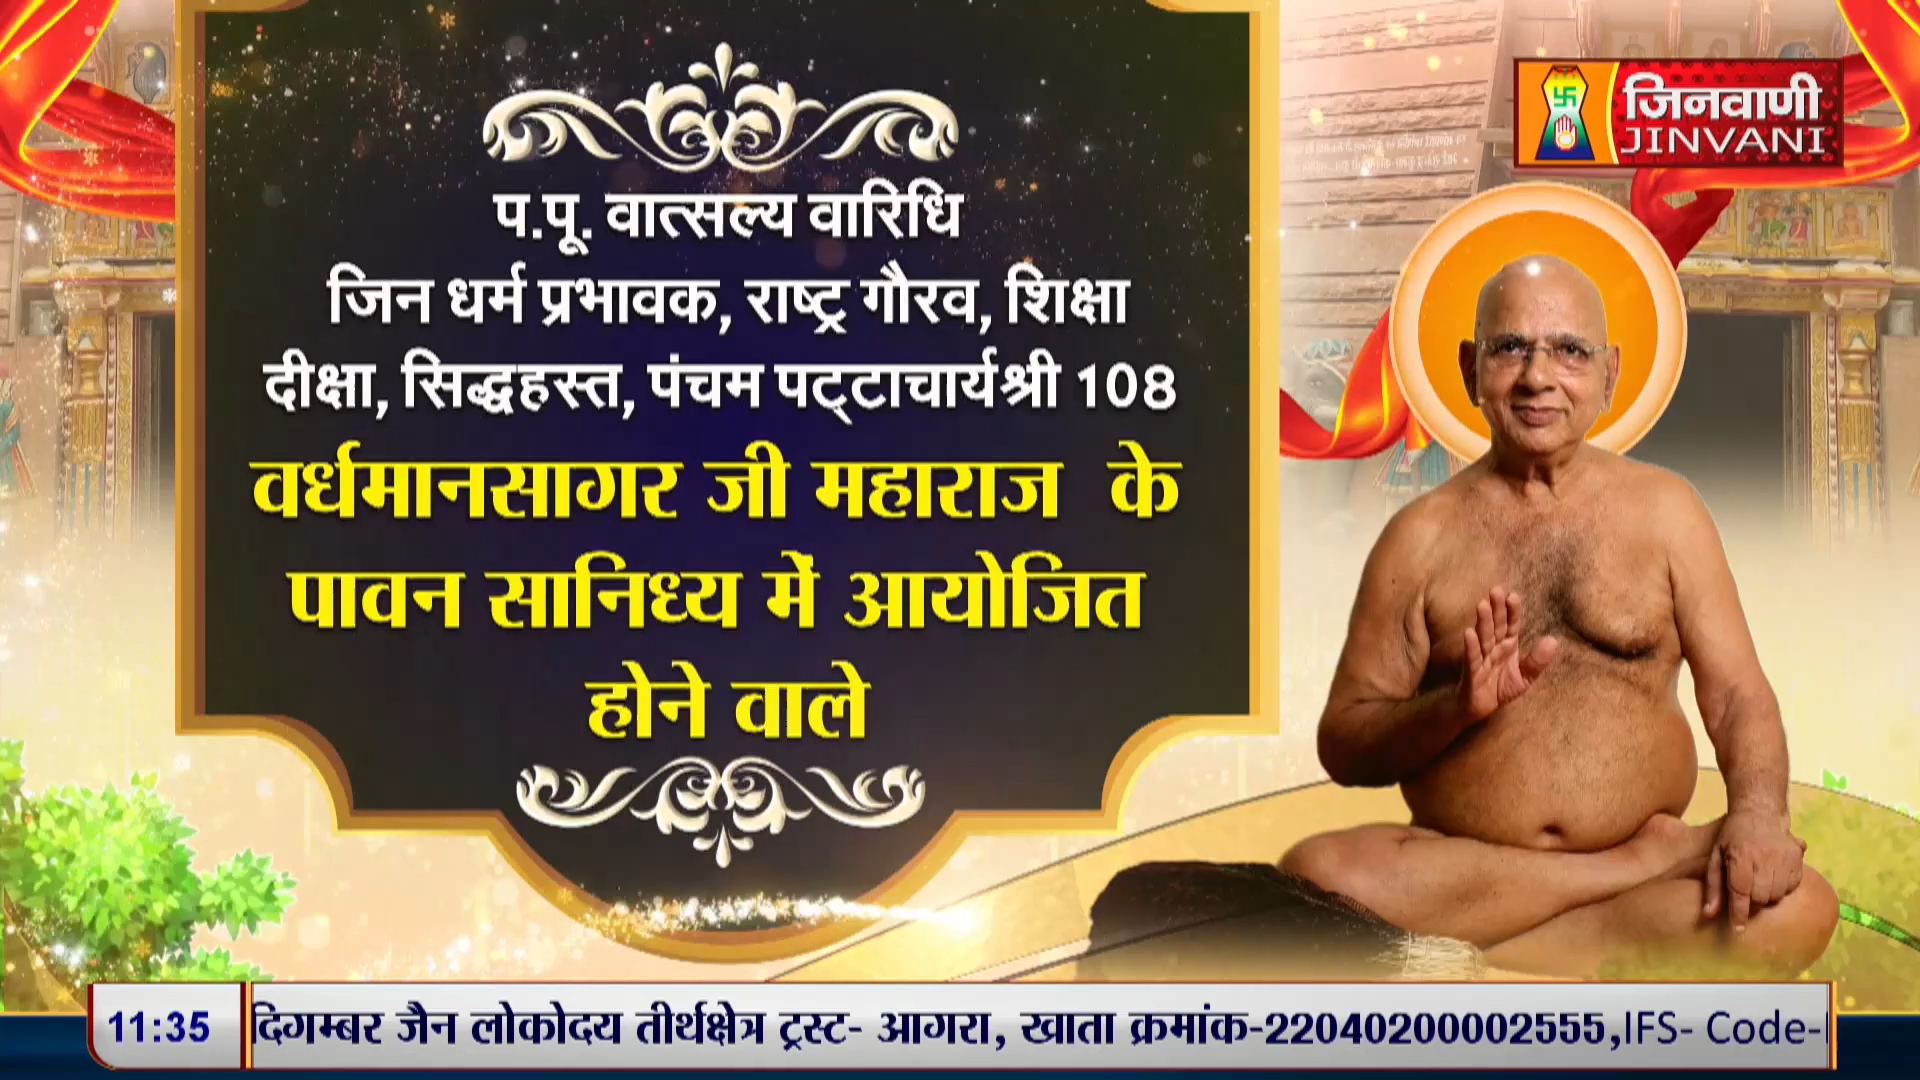 जिनवाणी
JINVANI
प.पू. वात्सल्य वारिधि
जिन धर्म प्रभावक, राष्ट्र गौरव, शिक्षा
दीक्षा, सिद्धहस्त, पंचम पट्टाचार्यश्री 108
वर्धमानसागर जी महाराज के
पावन सानिध्य में आयोजित
होने वाले
11:35
दिगम्बर जैन लोकोदय तीर्थक्षेत्र ट्रस्ट- आगरा, खाता क्रमांक-22040200002555,IFS- Code-